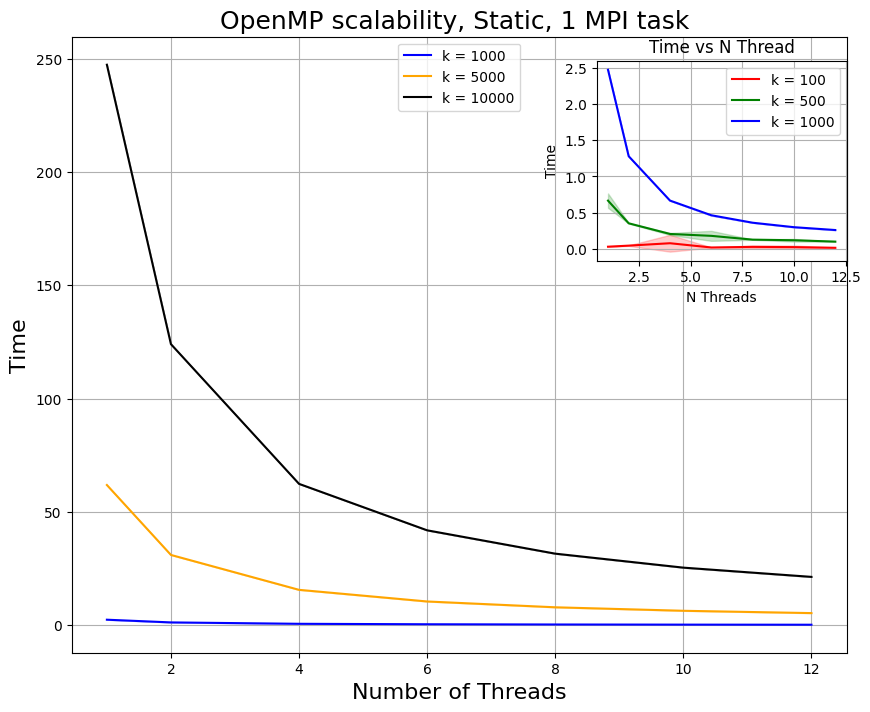 OpenMP scalability, Static, 1 MPI task
k = 1000
k = 5000
k = 10000
250
200
150
100
50
0
Time
2
4
6
8
10
12
Number of Threads
Time vs N Thread
k = 100
k = 500
k = 1000
2.5
2.0
1.5
1.0
0.5
0.0
Time
2.5
5.0
7.5
10.0
12.5
N Threads